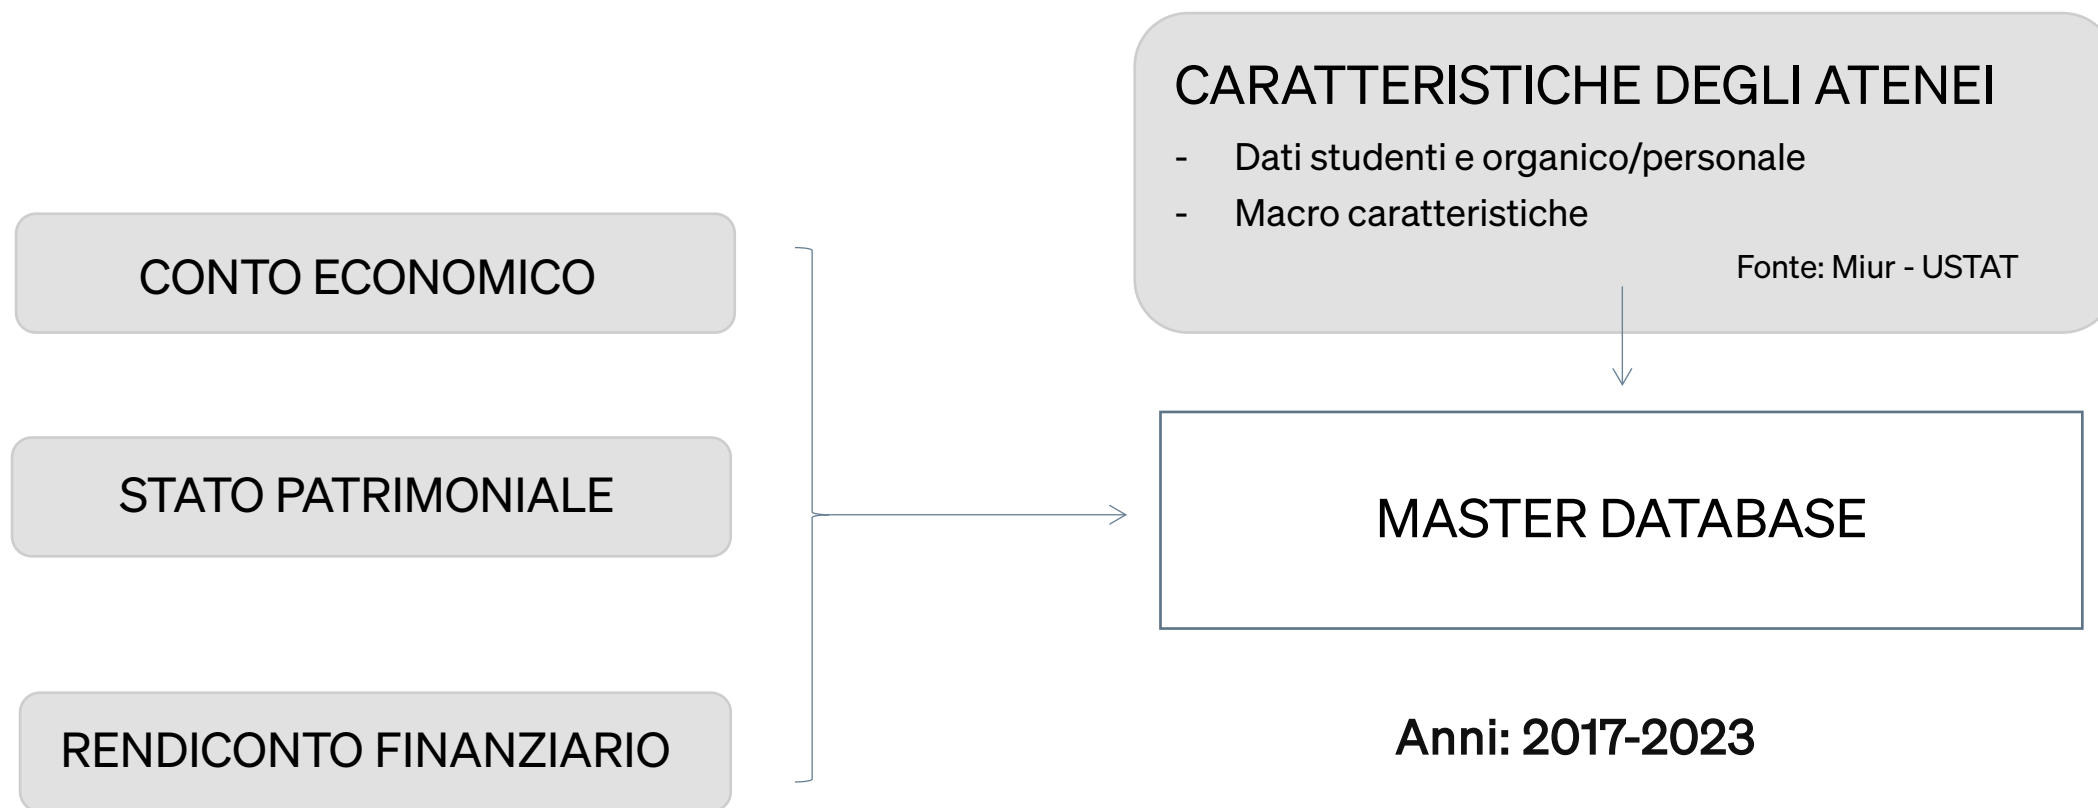 CARATTERISTICHE DEGLI ATENEI
- Dati studenti e organico/personale
- Macro caratteristiche
Fonte: Miur - USTAT
CONTO ECONOMICO
STATO PATRIMONIALE
RENDICONTO FINANZIARIO
MASTER DATABASE
Anni: 2017-2023